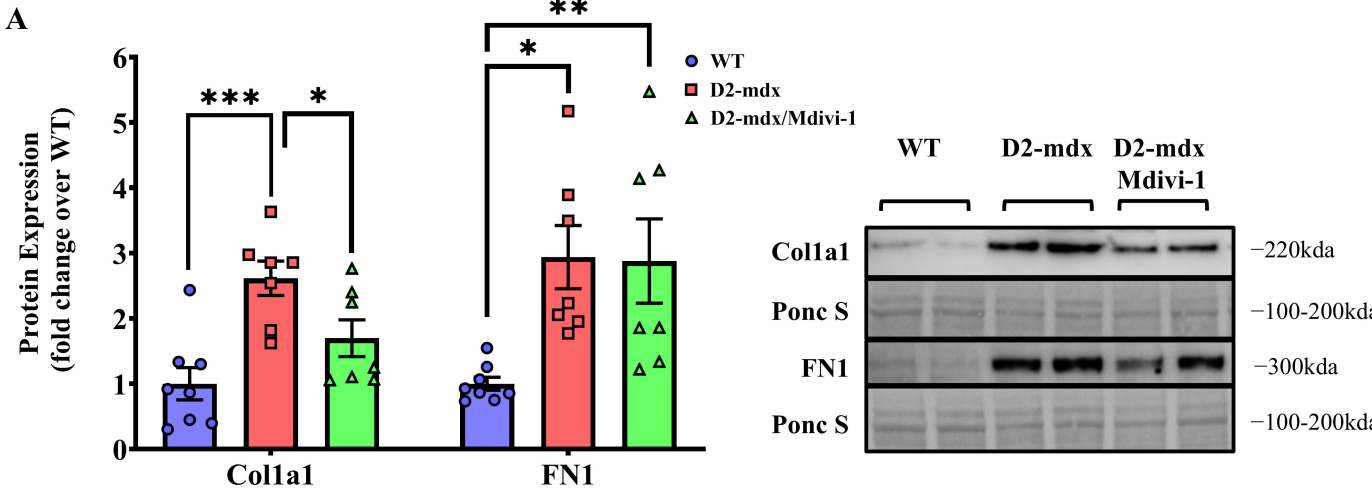 A
Protein Expression
(fold change over WT)
6
5
4
3
2
1
0
***
*
**
*
WT
D2-mdx
D2-mdx/Mdivi-1
Col1a1
FN1
WT
D2-mdx
D2-mdx
Mdivi-1
Col1a1
−220kda
Ponc S
−100-200kda
FN1
−300kda
Ponc S
−100-200kda